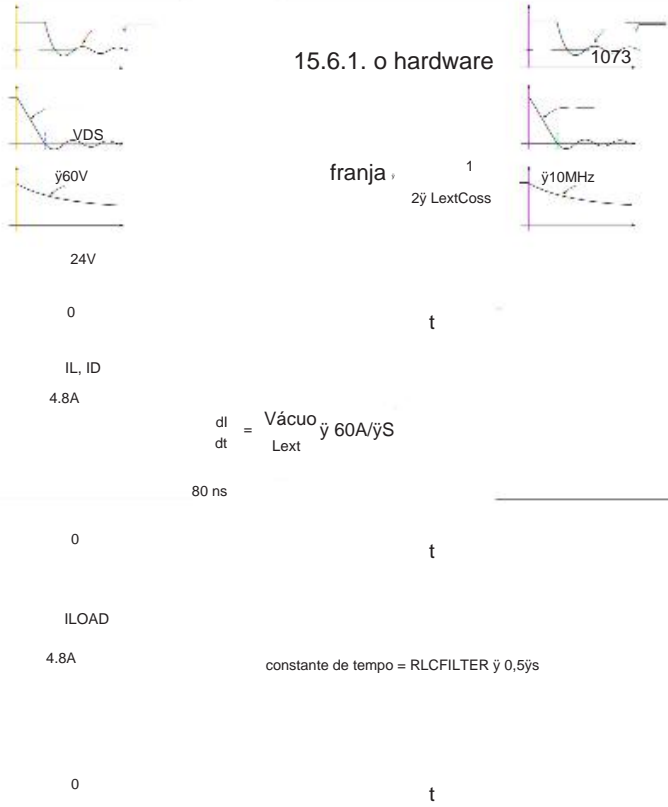 15.6.1. o hardware
1073
VDS
ÿ60V
franja
1
2ÿ LextCoss
ÿ10MHz
24V
0
t
IL, ID
4.8A
dI
dt
=
Vácuo
Lext
ÿ 60A/ÿS
80 ns
0
t
ILOAD
4.8A
constante de tempo = RLCFILTER ÿ 0,5ÿs
0
t